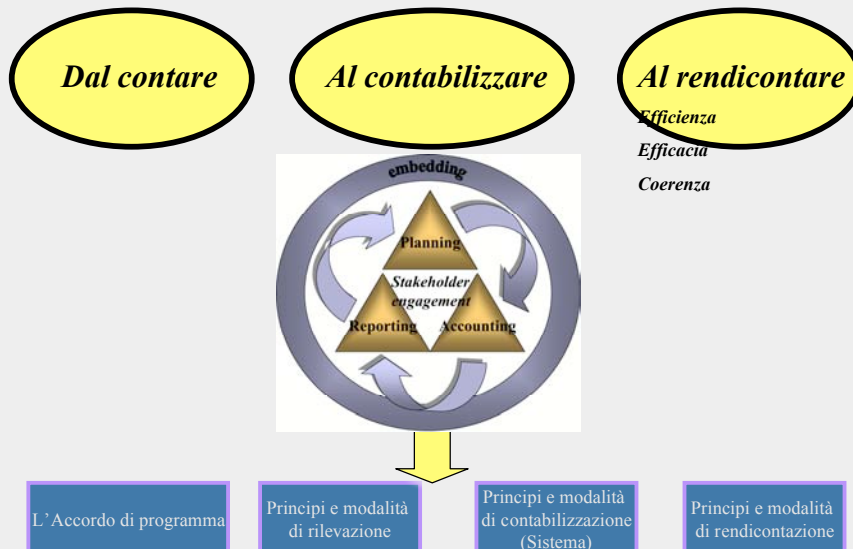 Dal contare
Al contabilizzare
Al rendicontare
Efficienza
Efficacia
Coerenza
embedding
Planning
Stakeholder
engagement
Reporting
Accounting
L'Accordo di programma
Principi e modalità
di rilevazione
Principi e modalità
di contabilizzazione
(Sistema)
Principi e modalità
di rendicontazione